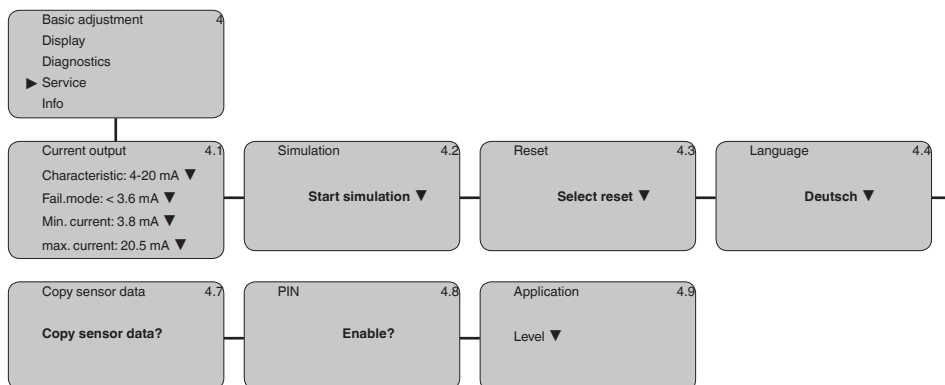 Basic adjustment 4
Display
Diagnostics
▶ Service
Info
Current output 4.1
Characteristic: 4-20 mA ▼
Fail.mode: < 3.6 mA ▼
Min. current: 3.8 mA ▼
max. current: 20.5 mA ▼
Simulation 4.2
Start simulation ▼
Reset 4.3
Select reset ▼
Language 4.4
Deutsch ▼
Copy sensor data 4.7
Copy sensor data?
PIN 4.8
Enable?
Application 4.9
Level ▼